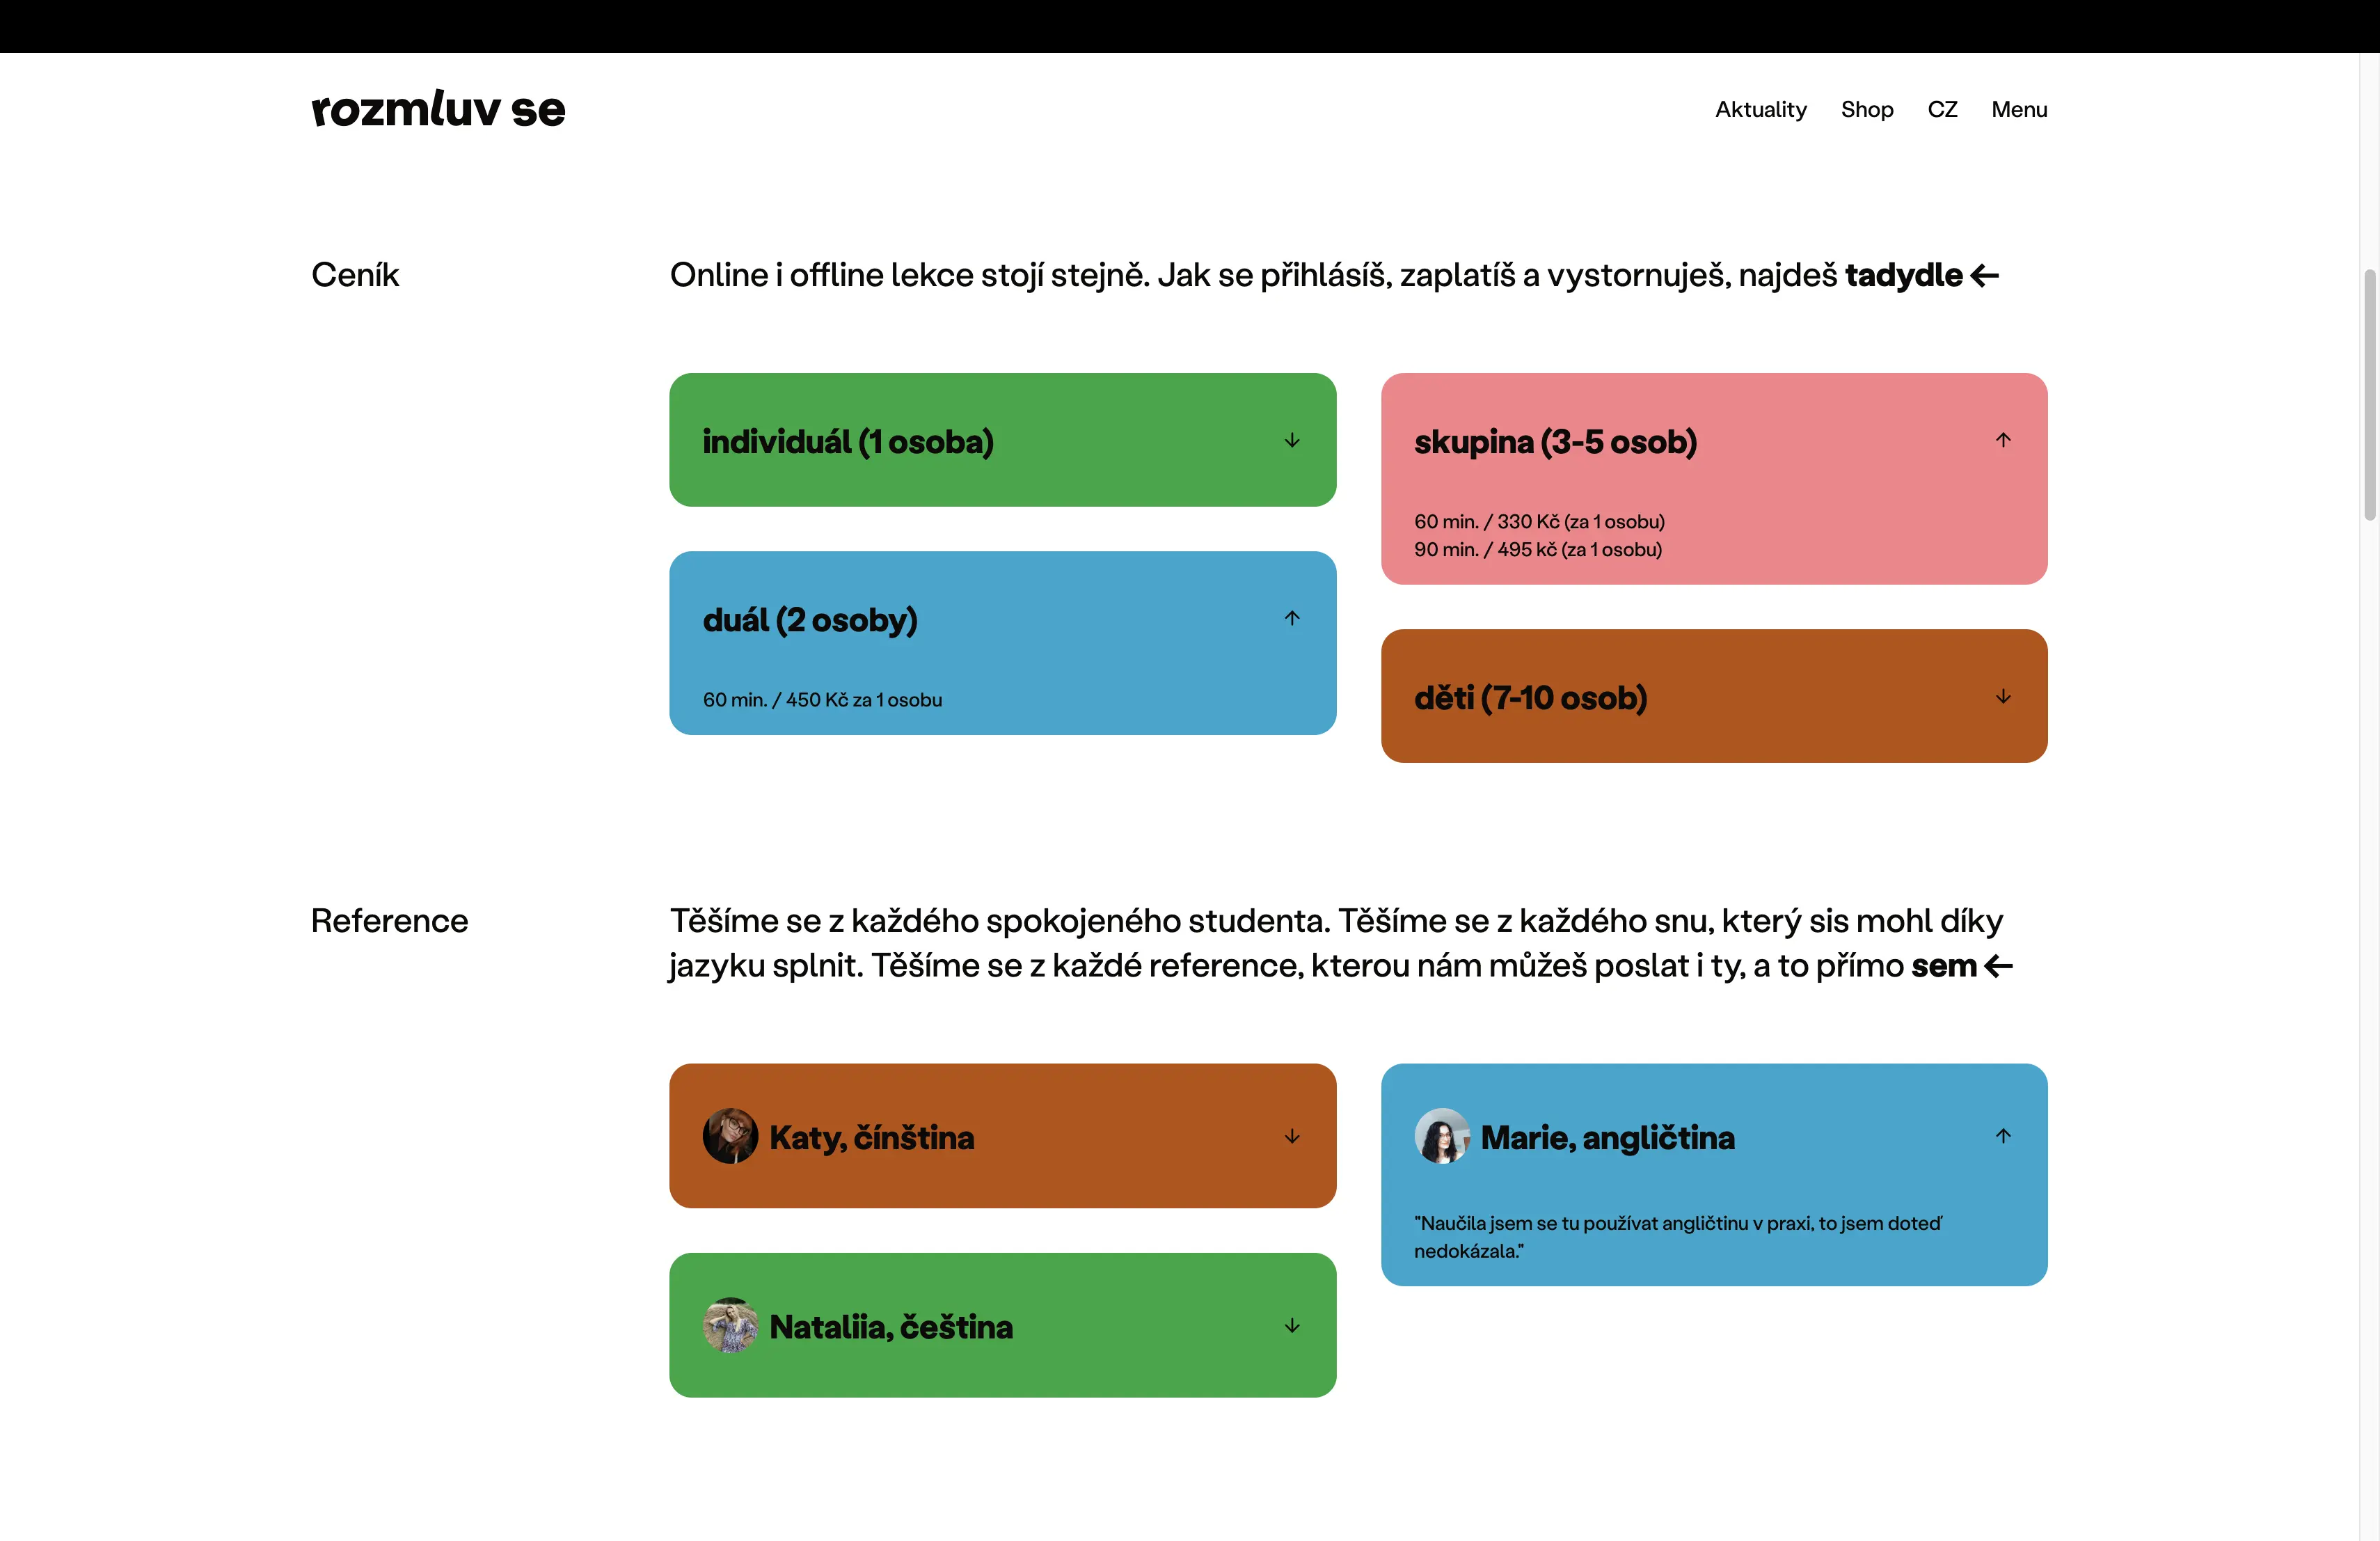 rozmluv se
Aktuality
Shop
CZ
Menu
Ceník
Online i offline lekce stojí stejně. Jak se přihlásíš, zaplatíš a vystornuješ, najdeš tadydle ←
individuál (1 osoba)
duál (2 osoby)
60 min. / 450 Kč za 1 osobu
skupina (3-5 osob)
60 min. / 330 Kč (za 1 osobu)
90 min. / 495 kč (za 1 osobu)
děti (7-10 osob)
Reference
Těšíme se z každého spokojeného studenta. Těšíme se z každého snu, který sis mohl díky
jazyku splnit. Těšíme se z každé reference, kterou nám můžeš poslat i ty, a to přímo sem ←
Katy, čínština
Nataliia, čeština
Marie, angličtina
"Naučila jsem se tu používat angličtinu v praxi, to jsem doteď
nedokázala."